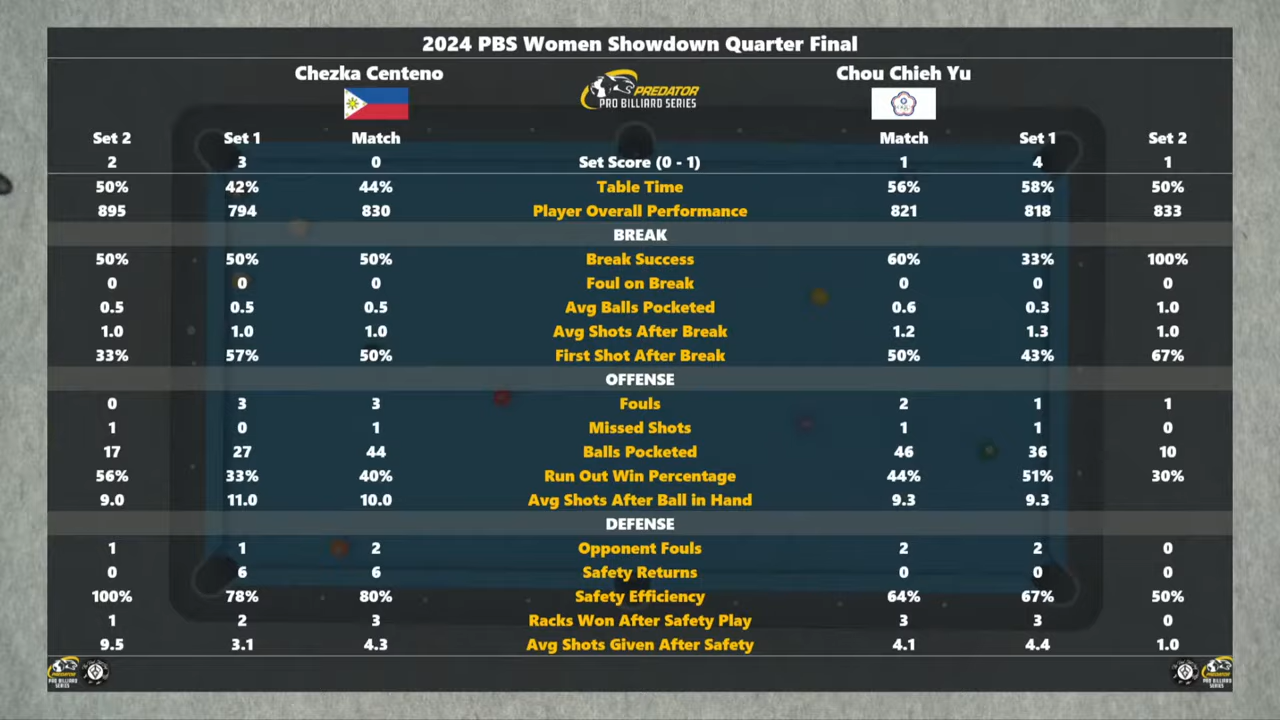 2024 PBS Women Showdown Quarter Final
Chezka Centeno PREDATOR PRO BILLIARD SERIES Chou Chieh Yu
Set 2 Set 1 Match Match Set 1 Set 2
2 3 0 Set Score (0 - 1) 1 4 1
50% 42% 44% Table Time 56% 58% 50%
895 794 830 Player Overall Performance 821 818 833
BREAK
50% 50% 50% Break Success 60% 33% 100%
0 0 0 Foul on Break 0 0 0
0.5 0.5 0.5 Avg Balls Pocketed 0.6 0.3 1.0
1.0 1.0 1.0 Avg Shots After Break 1.2 1.3 1.0
33% 57% 50% First Shot After Break 50% 43% 67%
OFFENSE
0 3 3 Fouls 2 1 1
1 0 1 Missed Shots 1 1 0
17 27 44 Balls Pocketed 46 36 10
56% 33% 40% Run Out Win Percentage 44% 51% 30%
9.0 11.0 10.0 Avg Shots After Ball in Hand 9.3 9.3
DEFENSE
1 1 2 Opponent Fouls 2 2 0
0 6 6 Safety Returns 0 0 0
100% 78% 80% Safety Efficiency 64% 67% 50%
1 2 3 Racks Won After Safety Play 3 3 0
9.5 3.1 4.3 Avg Shots Given After Safety 4.1 4.4 1.0
PRO BILLIARD SERIES PRO BILLIARD SERIES